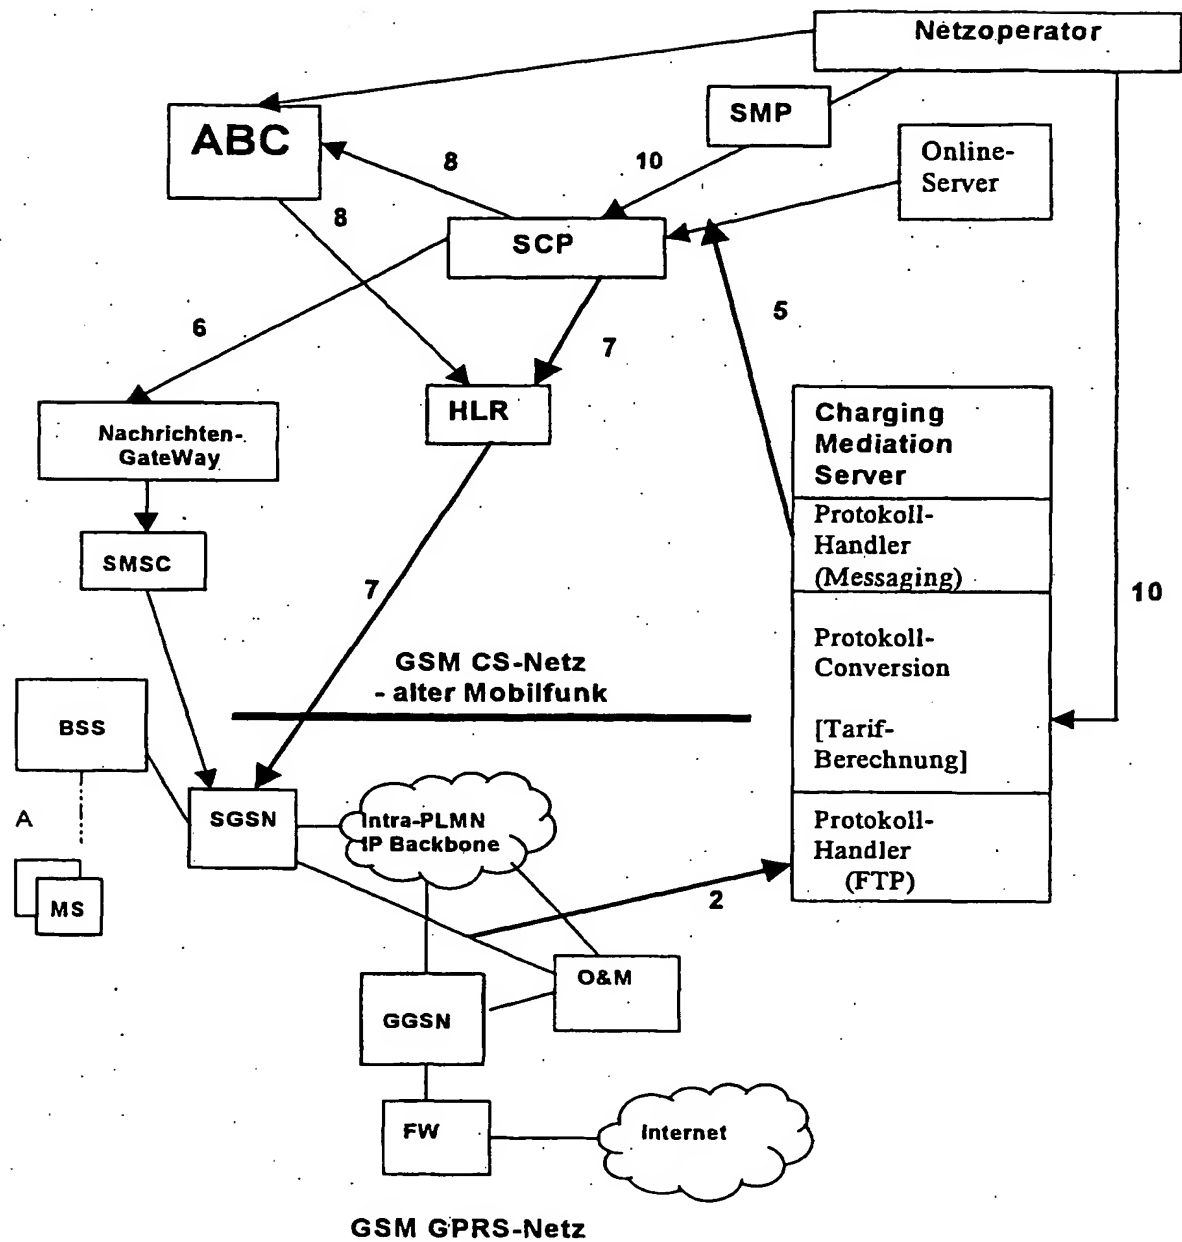 Netzoperator
SMP
ABC
Online-
Server
8
10
8
SCP
5
6
7
HLR
Nachrichten-
GateWay
Charging
Mediation
Server
Protokoll-
Handler
(Messaging)
SMSC
7
10
Protokoll-
Conversion
[Tarif-
Berechnung]
GSM CS-Netz
- alter Mobilfunk
BSS
A
MS
SGSN
Intra-PLMN
IP Backbone
Protokoll-
Handler
(FTP)
2
O&M
GGSN
FW
Internet
GSM GPRS-Netz